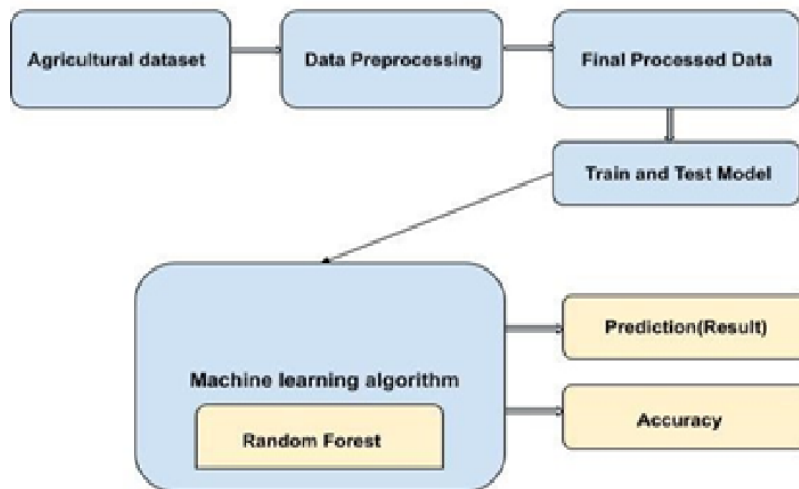 Agricultural dataset
Data Preprocessing
Final Processed Data
Train and Test Model
Machine learning algorithm
Random Forest
Prediction(Result)
Accuracy